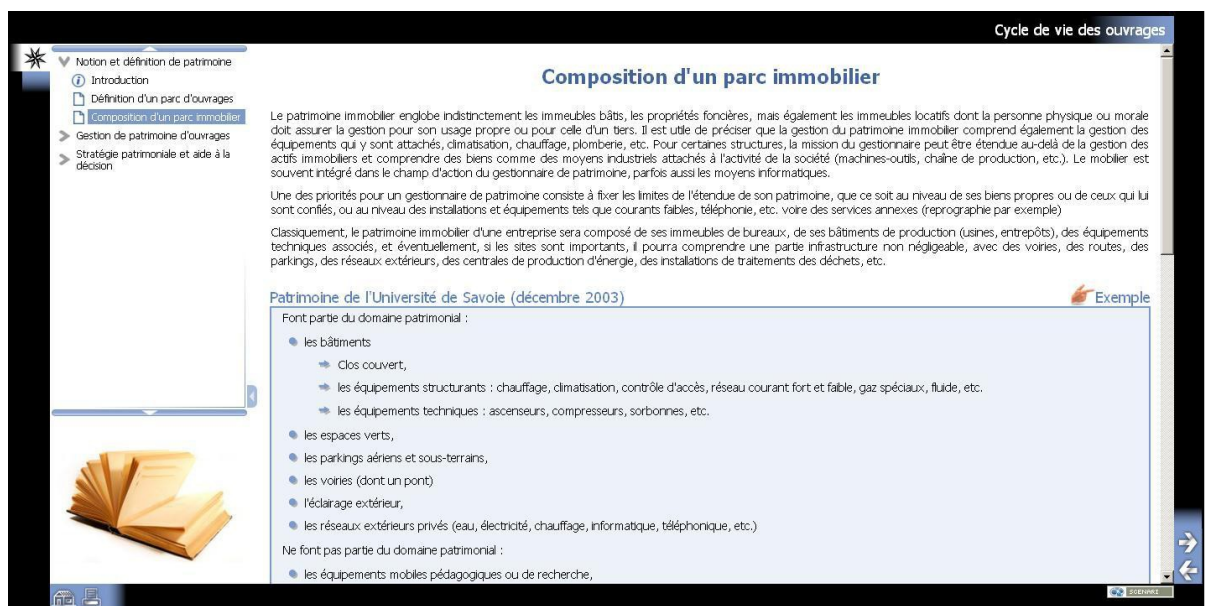 Cycle de vie des ouvrages
Notion et définition de patrimoine
Introduction
Définition d'un parc d'ouvrages
Composition d'un parc immobilier
Gestion de patrimoine d'ouvrages
Stratégie patrimoniale et aide à la
décision
Composition d'un parc immobilier
Le patrimoine immobilier englobe indistinctement les immeubles bâtis, les propriétés foncières, mais également les immeubles locatifs dont la personne physique ou morale
doit assurer la gestion pour son usage propre ou pour celle d'un tiers. Il est utile de préciser que la gestion du patrimoine immobilier comprend également la gestion des
équipements qui y sont attachés, climatisation, chauffage, plomberie, etc. Pour certaines structures, la mission du gestionnaire peut être étendue au-delà de la gestion des
actifs immobiliers et comprendre des biens comme des moyens industriels attachés à l'activité de la société (machines-outils, chaîne de production, etc.). Le mobilier est
souvent intégré dans le champ d'action du gestionnaire de patrimoine, parfois aussi les moyens informatiques.
Une des priorités pour un gestionnaire de patrimoine consiste à fixer les limites de l'étendue de son patrimoine, que ce soit au niveau de ses biens propres ou de ceux qui lui
sont confiés, ou au niveau des installations et équipements tels que courants faibles, téléphonie, etc. voire des services annexes (reprographie par exemple)
Classiquement, le patrimoine immobilier d'une entreprise sera composé de ses immeubles de bureaux, de ses bâtiments de production (usines, entrepôts), des équipements
techniques associés, et éventuellement, si les sites sont importants, il pourra comprendre une partie infrastructure non négligeable, avec des voiries, des routes, des
parkings, des réseaux extérieurs, des centrales de production d'énergie, des installations de traitements des déchets, etc.
Patrimoine de l'Université de Savoie (décembre 2003)
Exemple
Font partie du domaine patrimonial :
les bâtiments
Clos couvert,
les équipements structurants : chauffage, climatisation, contrôle d'accès, réseau courant fort et faible, gaz spéciaux, fluide, etc.
les équipements techniques : ascenseurs, compresseurs, sorbonnes, etc.
les espaces verts,
les parkings aériens et sous-terrains,
les voiries (dont un pont)
l'éclairage extérieur,
les réseaux extérieurs privés (eau, électricité, chauffage, informatique, téléphonique, etc.)
Ne font pas partie du domaine patrimonial :
les équipements mobiles pédagogiques ou de recherche,
SCENARI